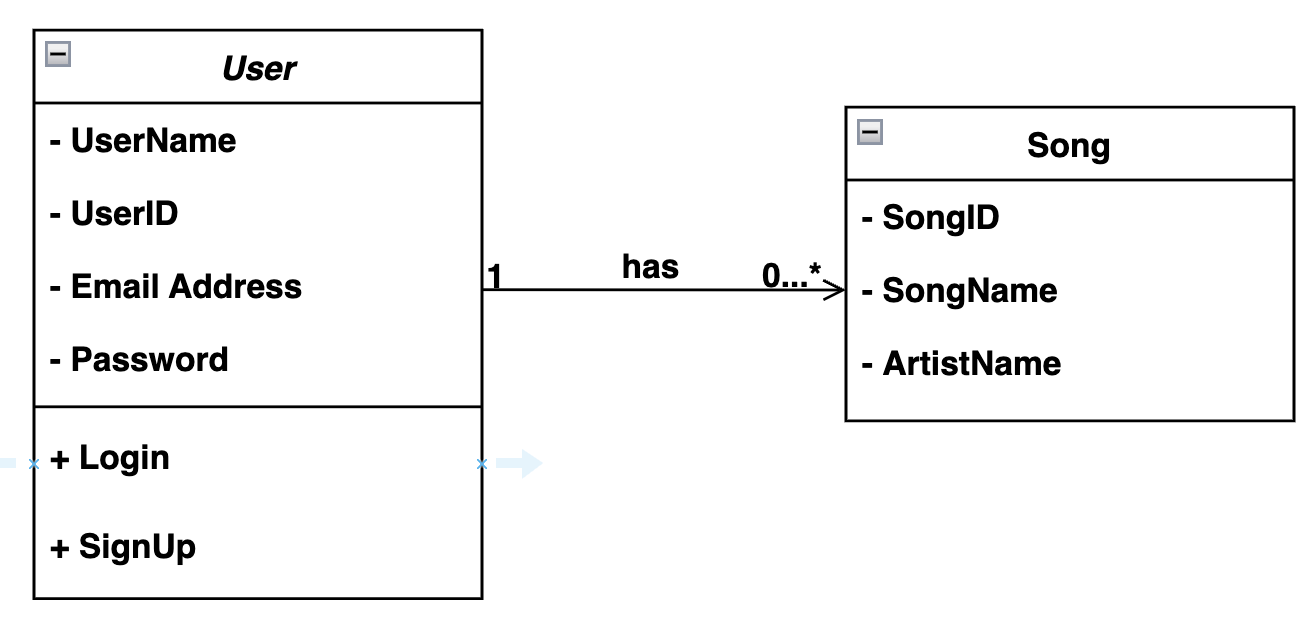 User
- UserName
- UserID
- Email Address
- Password
+ Login
+ SignUp
1
has
0...*
Song
- SongID
- SongName
- ArtistName